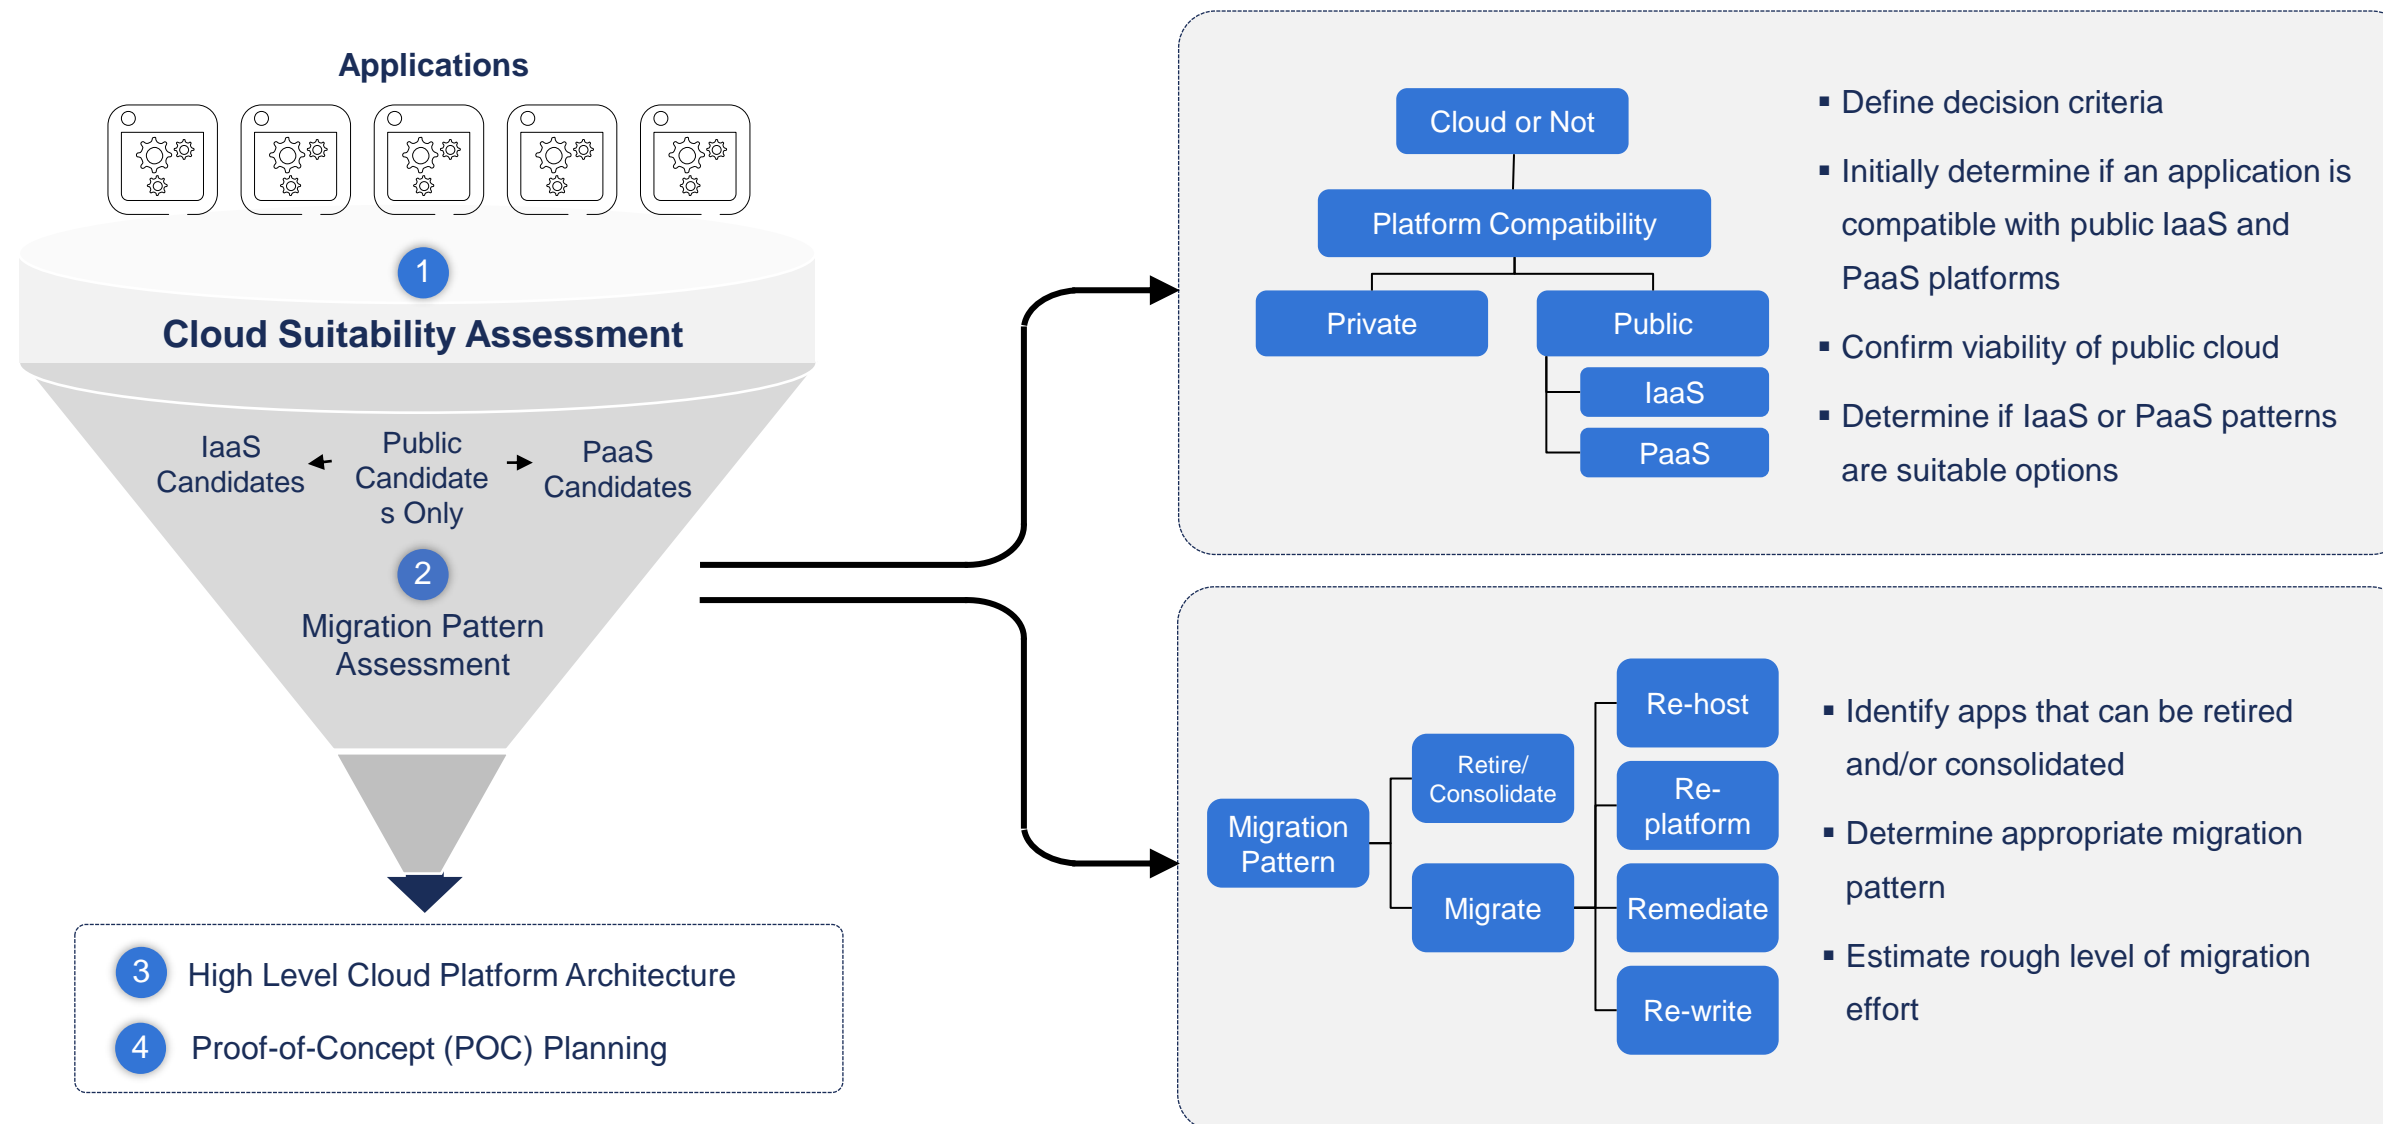 Applications
1
Cloud Suitability Assessment
IaaS
Candidates
Public
Candidate
s Only
PaaS
Candidates
2
Migration Pattern
Assessment
3 High Level Cloud Platform Architecture
4 Proof-of-Concept (POC) Planning
Cloud or Not
Platform Compatibility
Private
Public
IaaS
PaaS
▪ Define decision criteria
▪ Initially determine if an application is
compatible with public IaaS and
PaaS platforms
▪ Confirm viability of public cloud
▪ Determine if IaaS or PaaS patterns
are suitable options
Migration
Pattern
Retire/
Consolidate
Migrate
Re-host
Re-
platform
Remediate
Re-write
▪ Identify apps that can be retired
and/or consolidated
▪ Determine appropriate migration
pattern
▪ Estimate rough level of migration
effort